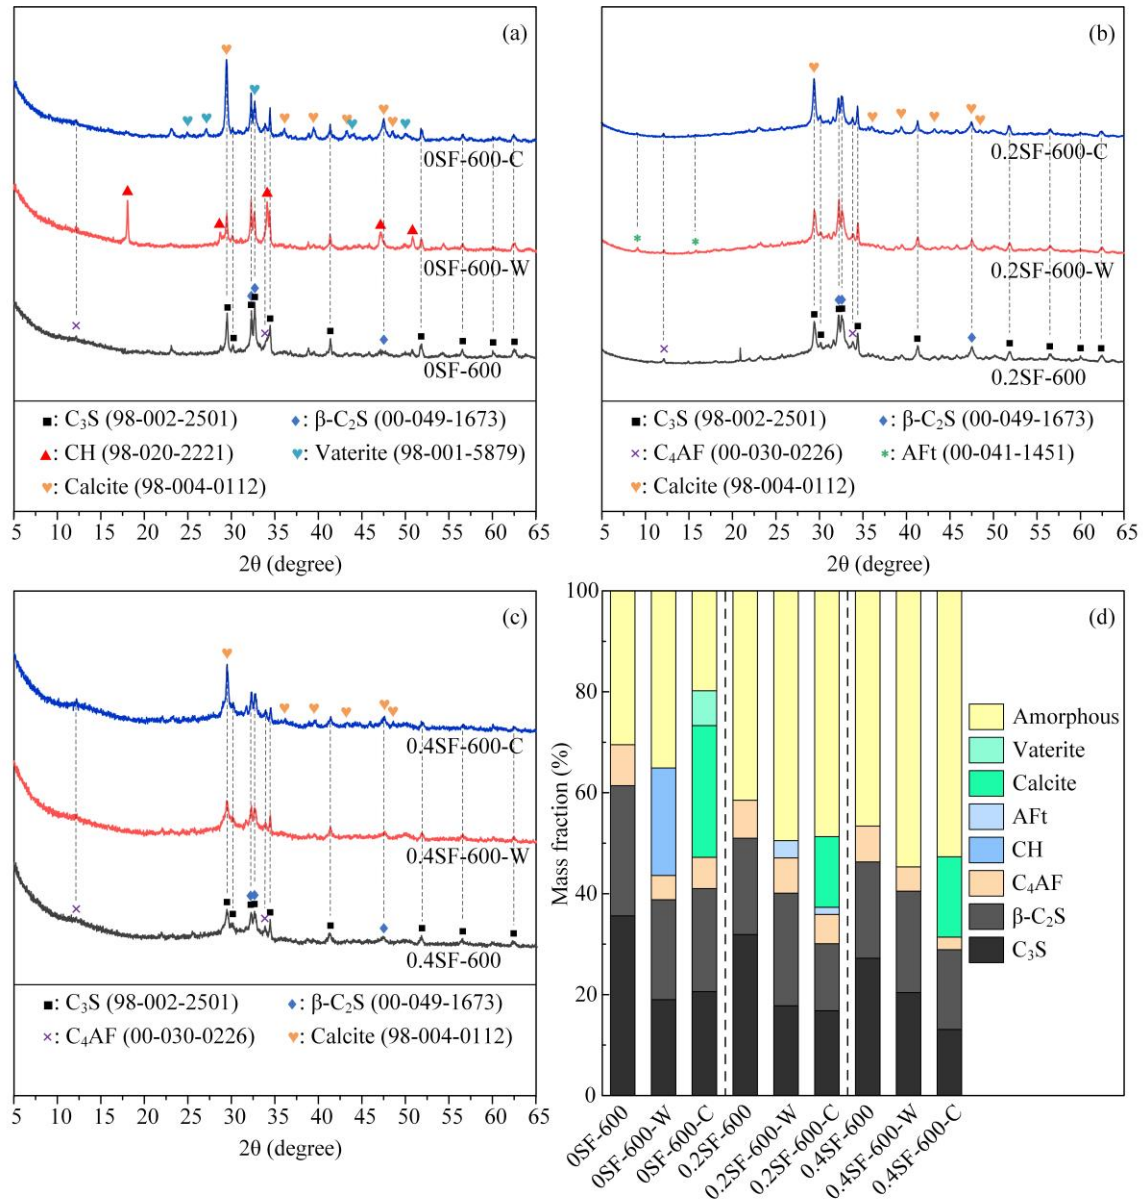 (a)
0SF-600-C
0SF-600-W
0SF-600
■: C₃S (98-002-2501)
♦: β-C₂S (00-049-1673)
▲: CH (98-020-2221)
♥: Vaterite (98-001-5879)
♥: Calcite (98-004-0112)
5 10 15 20 25 30 35 40 45 50 55 60 65
2θ (degree)
(b)
0.2SF-600-C
0.2SF-600-W
0.2SF-600
■: C₃S (98-002-2501)
♦: β-C₂S (00-049-1673)
×: C₄AF (00-030-0226)
*: AFt (00-041-1451)
♥: Calcite (98-004-0112)
5 10 15 20 25 30 35 40 45 50 55 60 65
2θ (degree)
(c)
0.4SF-600-C
0.4SF-600-W
0.4SF-600
■: C₃S (98-002-2501)
♦: β-C₂S (00-049-1673)
×: C₄AF (00-030-0226)
♥: Calcite (98-004-0112)
5 10 15 20 25 30 35 40 45 50 55 60 65
2θ (degree)
(d)
Mass fraction (%)
100
80
60
40
20
0
Amorphous
Vaterite
Calcite
AFt
CH
C₄AF
β-C₂S
C₃S
0SF-600
0SF-600-W
0SF-600-C
0.2SF-600
0.2SF-600-W
0.2SF-600-C
0.4SF-600
0.4SF-600-W
0.4SF-600-C